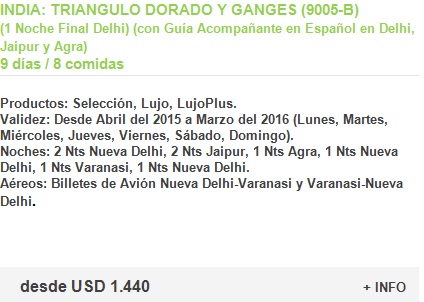 INDIA: TRIANGULO DORADO Y GANGES (9005-B)
(1 Noche Final Delhi) (con Guía Acompañante en Español en Delhi,
Jaipur y Agra)
9 dias / 8 comidas
Productos: Selección, Lujo, LujoPlus.
Validez: Desde Abril del 2015 a Marzo del 2016 (Lunes, Martes,
Miércoles, Jueves, Viernes, Sábado, Domingo).
Noches: 2 Nts Nueva Delhi, 2 Nts Jaipur, 1 Nts Agra, 1 Nts Nueva
Delhi, 1 Nts Varanasi, 1 Nts Nueva Delhi.
Aéreos: Billetes de Avión Nueva Delhi-Varanasi y Varanasi-Nueva
Delhi.
desde USD 1.440 + INFO